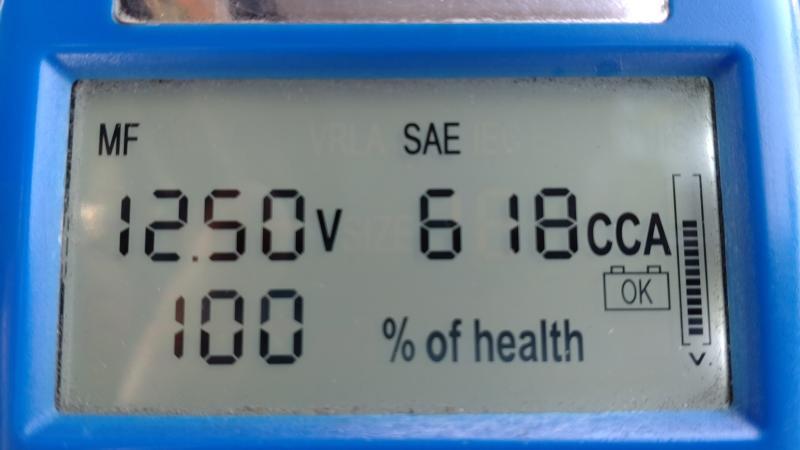 MF SAE
12.50V 618CCA
OK
100 % of health
V